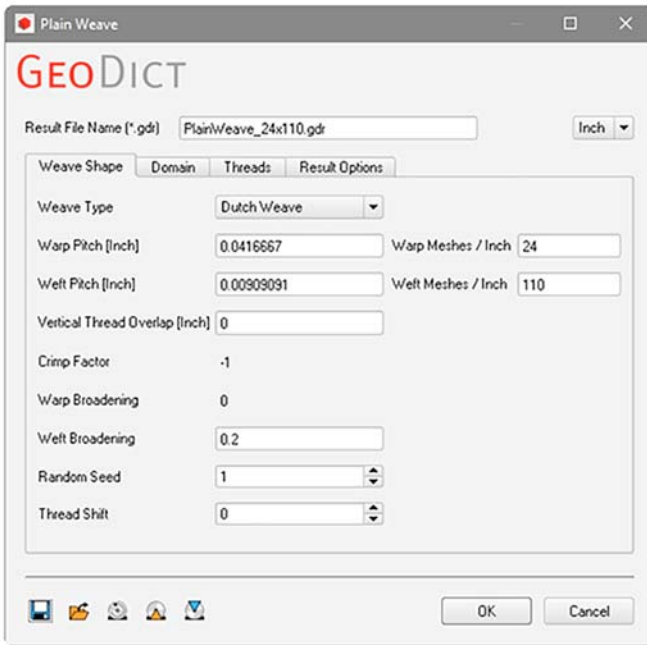 Plain Weave
GEODICT
Result File Name (*.gdr) PlainWeave_24x110.gdr Inch
Weave Shape Domain Threads Result Options
Weave Type Dutch Weave
Warp Pitch [Inch] 0.0416667 Warp Meshes / Inch 24
Weft Pitch [Inch] 0.00909091 Weft Meshes / Inch 110
Vertical Thread Overlap [Inch] 0
Crimp Factor -1
Warp Broadening 0
Weft Broadening 0.2
Random Seed 1
Thread Shift 0
OK Cancel